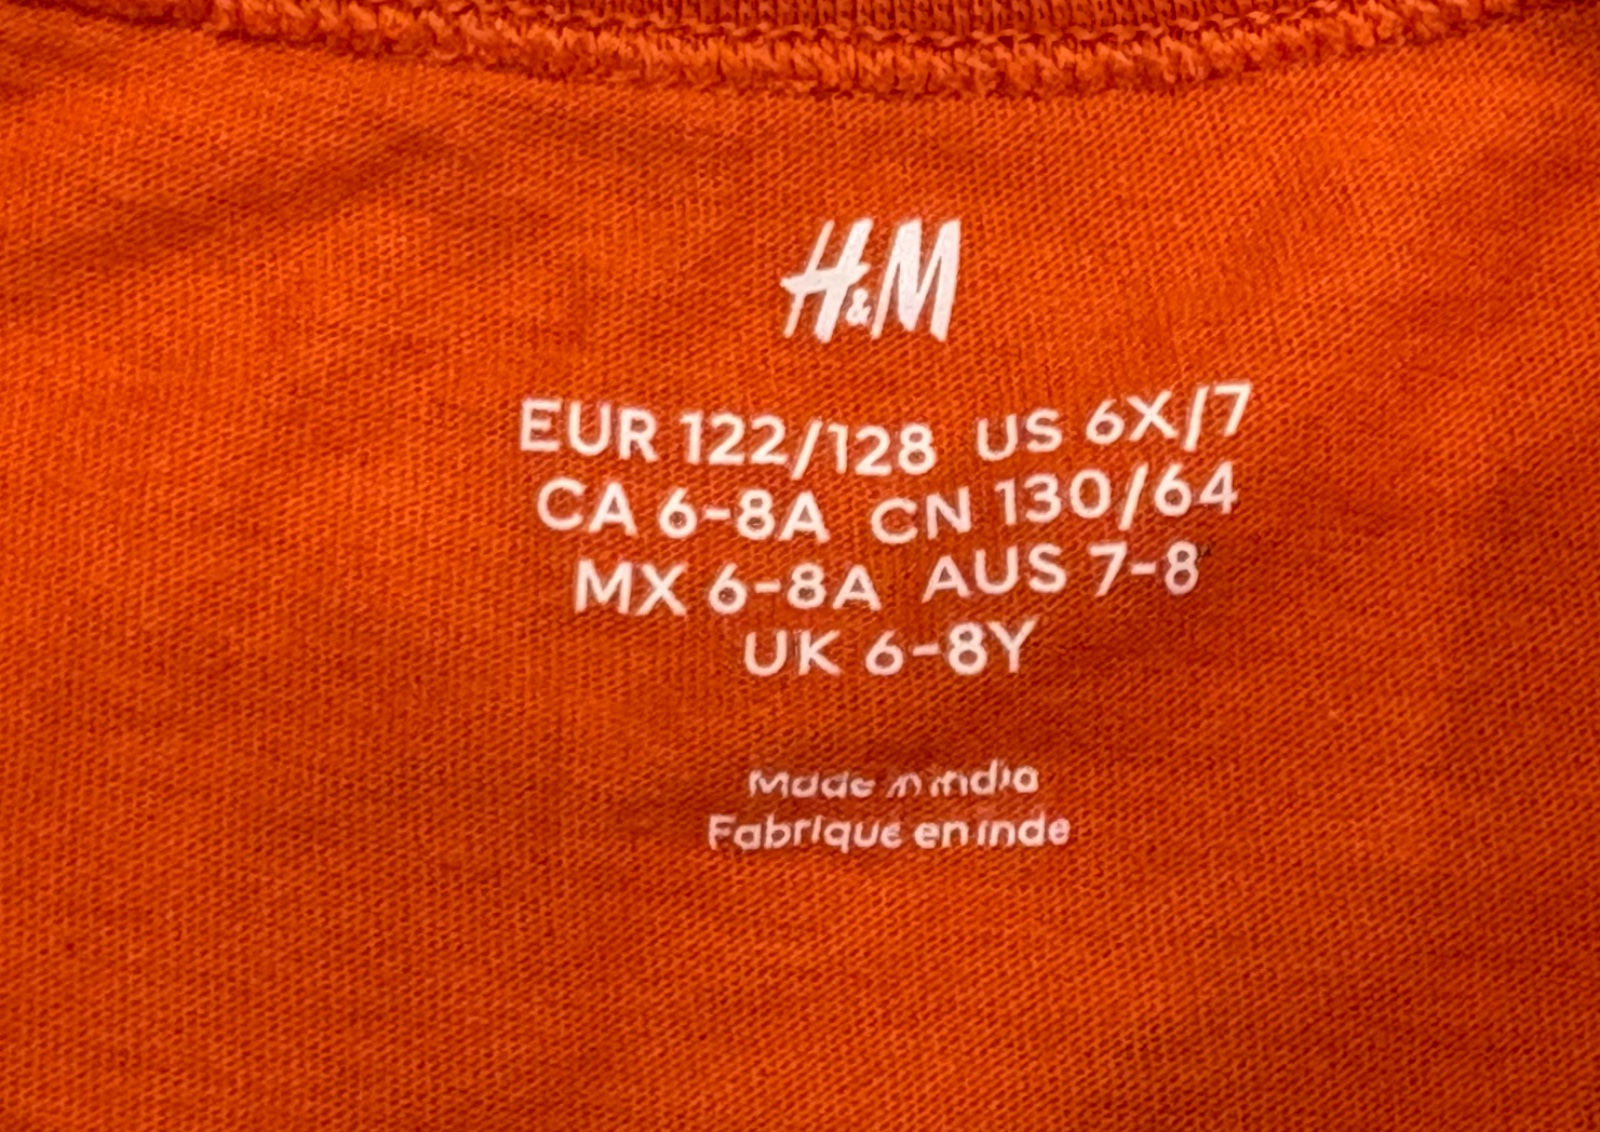 H&M
EUR 122/128 US 6X/7
CA 6-8A CN 130/64
MX 6-8A AUS 7-8
UK 6-8Y
Made in India
Fabriqué en Inde